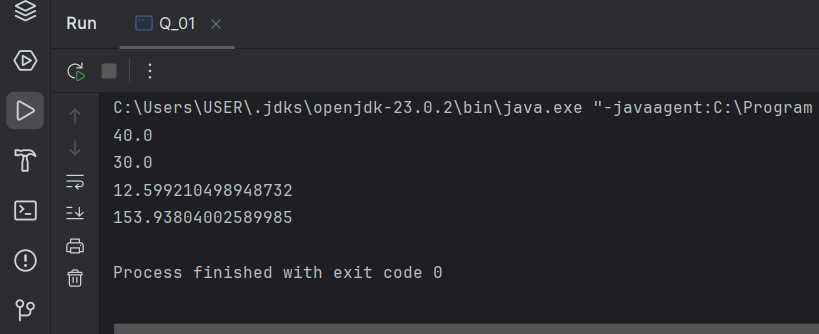 Run
Q_01
C:\Users\USER\.jdks\openjdk-23.0.2\bin\java.exe "-javaagent:C:\Program
40.0
30.0
12.599210498948732
153.93804002589985
Process finished with exit code 0